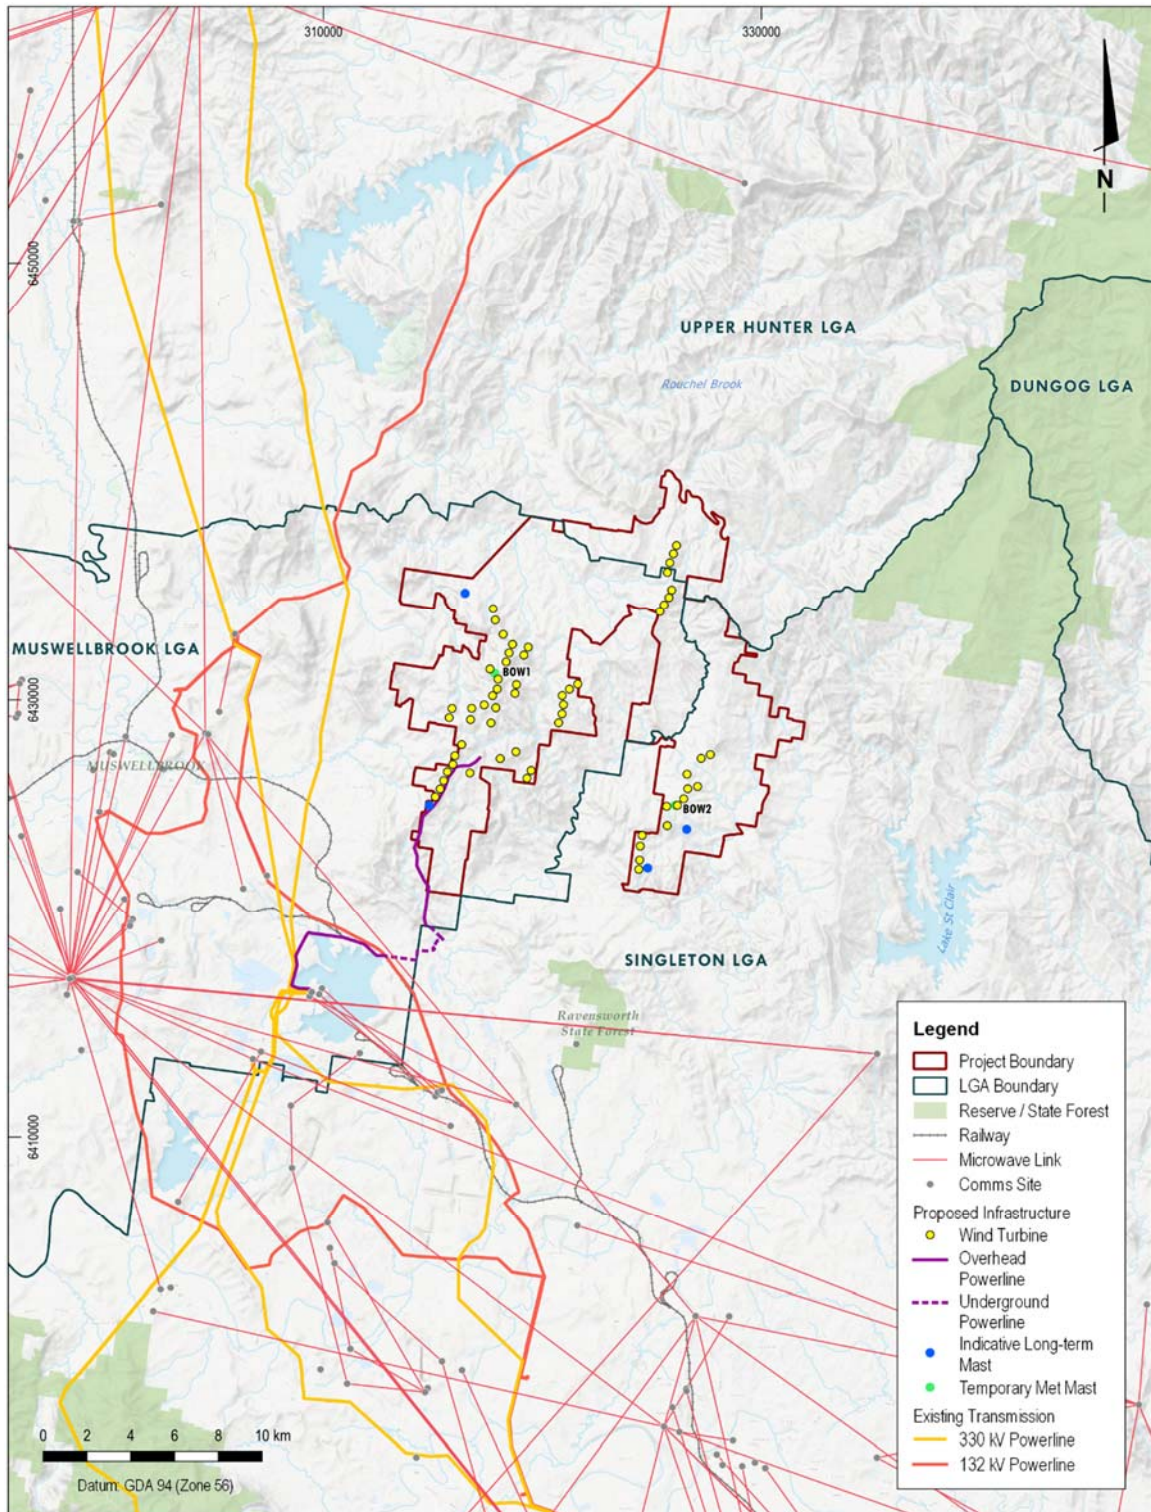 310000
330000
N
6450000
UPPER HUNTER LGA
Rouchel Brook
DUNGOG LGA
MUSWELLBROOK LGA
BOW1
6430000
MUSWELLBROOK
BOW2
Lake St Clair
SINGLETON LGA
Ravensworth
State Forest
6410000
Legend
Project Boundary
LGA Boundary
Reserve / State Forest
Railway
Microwave Link
Comms Site
Proposed Infrastructure
Wind Turbine
Overhead
Powerline
Underground
Powerline
Indicative Long-term
Mast
Temporary Met Mast
Existing Transmission
330 kV Powerline
132 kV Powerline
0 2 4 6 8 10 km
Datum: GDA 94 (Zone 56)